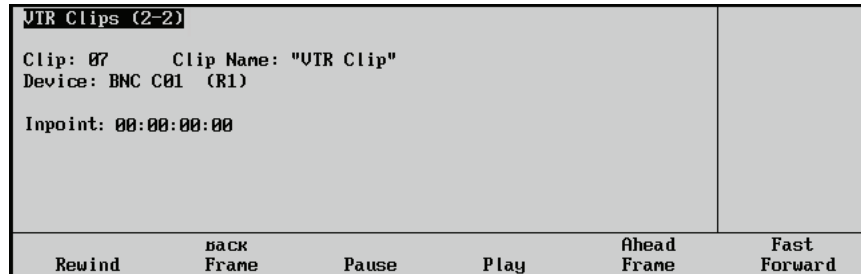 VTR Clips (2-2)
Clip: 07 Clip Name: "VTR Clip"
Device: BNC C01 (R1)
Inpoint: 00:00:00:00
Back Ahead Fast
Rewind Frame Pause Play Frame Forward